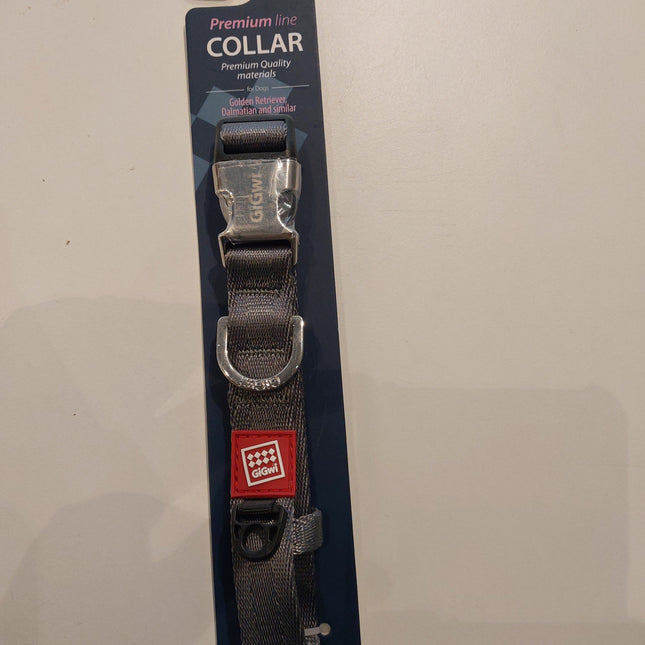 Premium line
COLLAR
Premium Quality
materials
for Dogs
Golden Retriever,
Dalmatian and similar
GiGwi
GiGwi